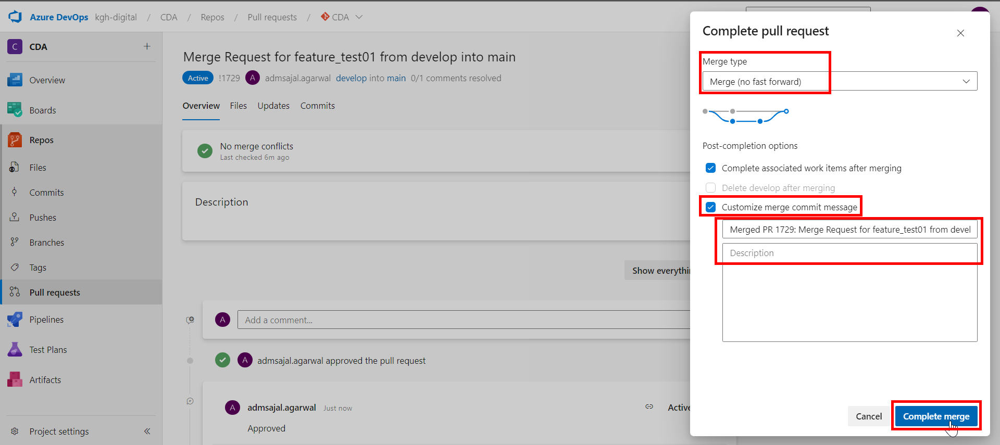 Azure DevOps kgh-digital / CDA / Repos / Pull requests / CDA
C CDA
Overview
Boards
Repos
Files
Commits
Pushes
Branches
Tags
Pull requests
Pipelines
Test Plans
Artifacts
Project settings
Merge Request for feature_test01 from develop into main
Active !1729 A admsajal.agarwal develop into main 0/1 comments resolved
Overview Files Updates Commits
No merge conflicts
Last checked 6m ago
Description
Show everythin
A Add a comment...
A admsajal.agarwal approved the pull request
A admsajal.agarwal Just now Active
Approved
Complete pull request
Merge type
Merge (no fast forward)
Post-completion options
Complete associated work items after merging
Delete develop after merging
Customize merge commit message
Merged PR 1729: Merge Request for feature_test01 from devel
Description
Cancel Complete merge